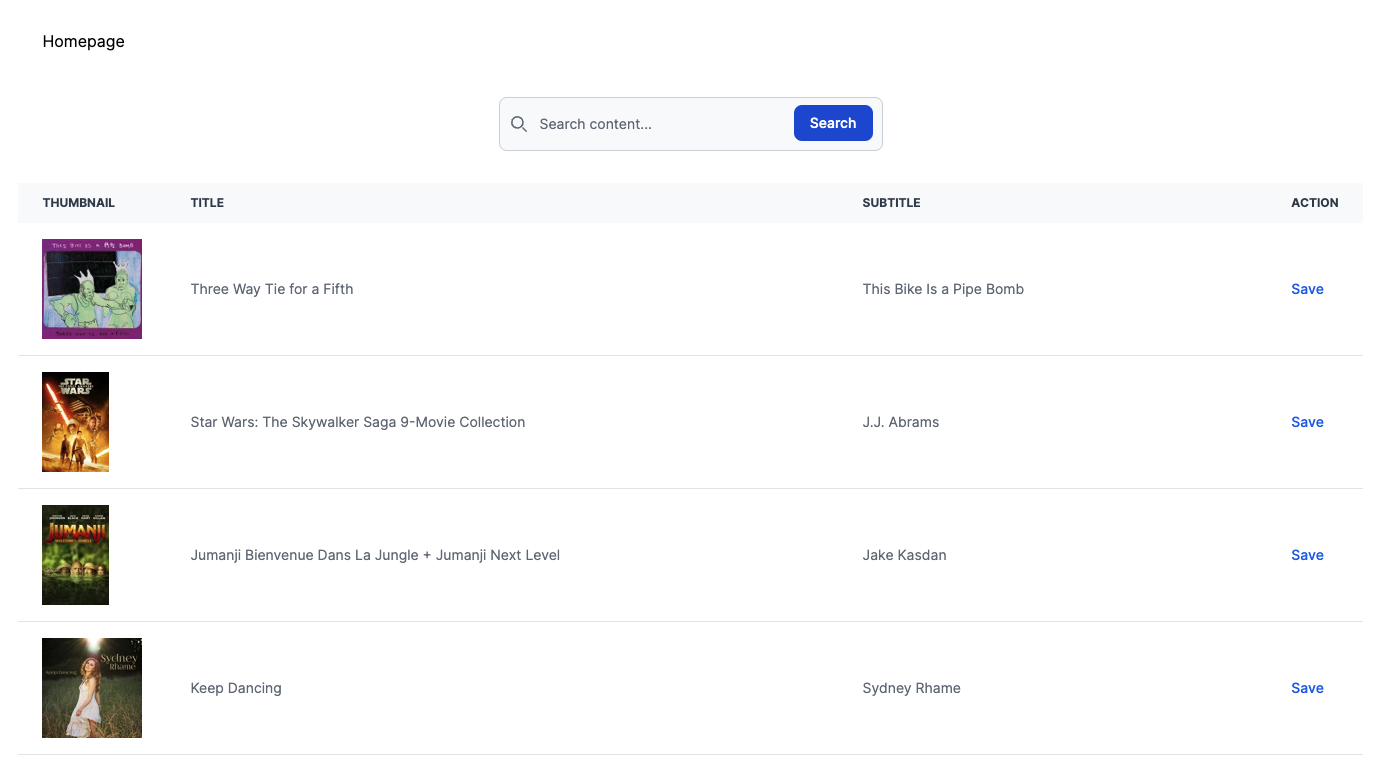 Homepage
Search content...
Search
THUMBNAIL TITLE SUBTITLE ACTION
This Bike is a Pipe Bomb
Three Way Tie for a Fifth This Bike Is a Pipe Bomb Save
STAR WARS
Star Wars: The Skywalker Saga 9-Movie Collection J.J. Abrams Save
JUMANJI
Jumanji Bienvenue Dans La Jungle + Jumanji Next Level Jake Kasdan Save
Sydney
Rhame
Keep Dancing
Keep Dancing Sydney Rhame Save